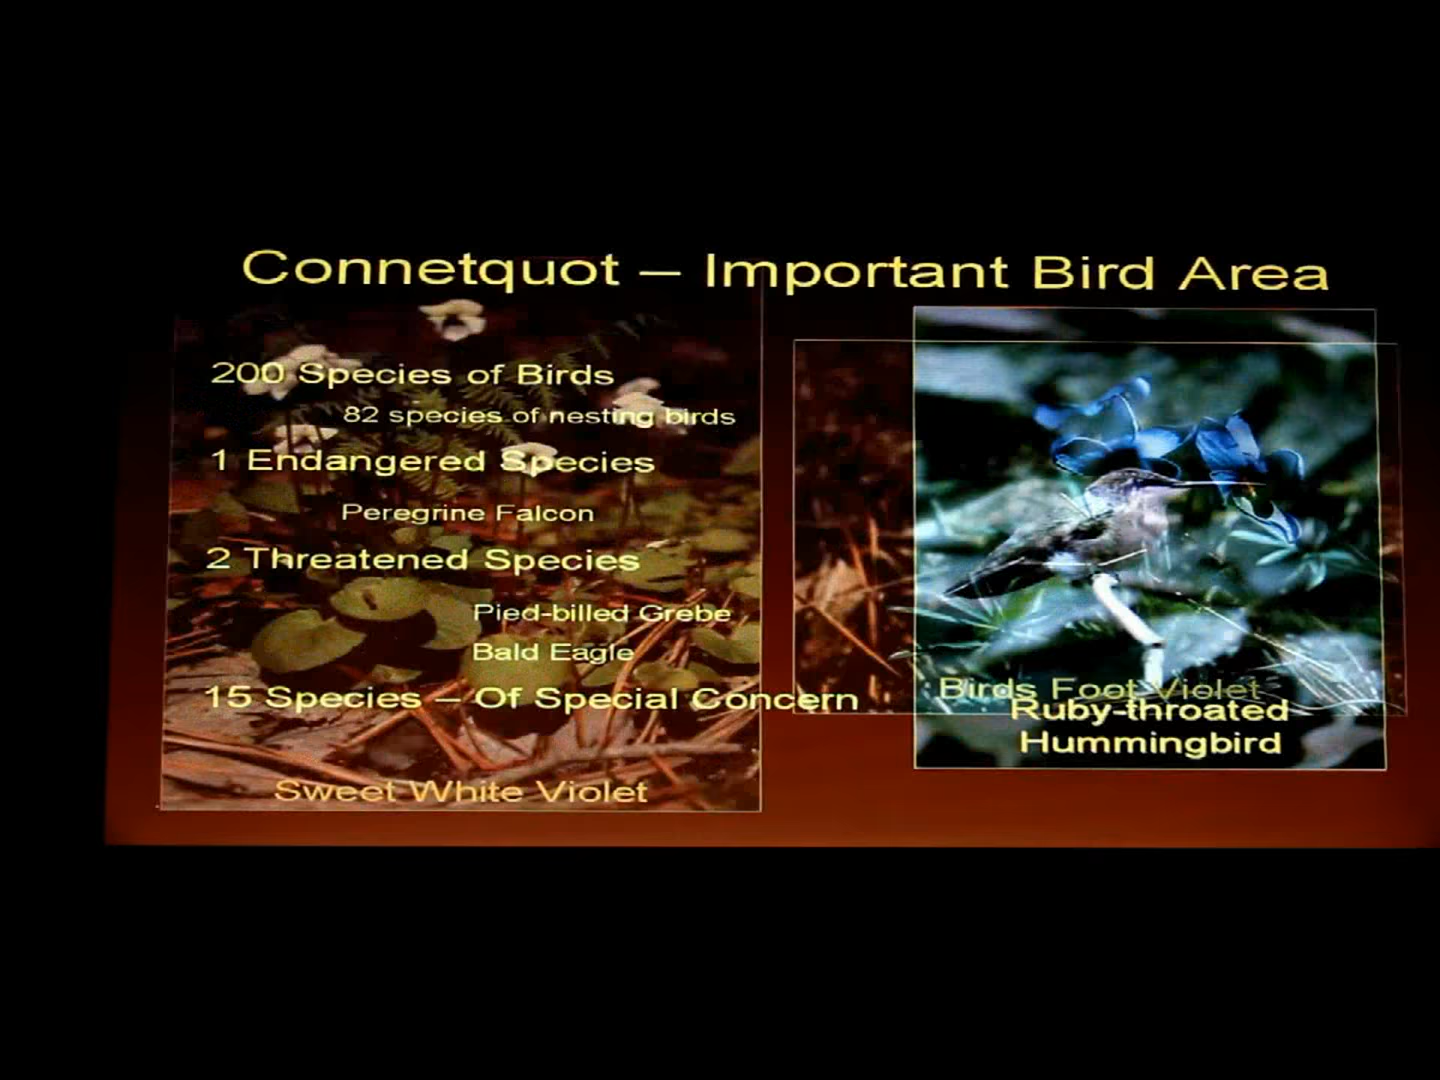 Connetquot – Important Bird Area
200 Species of Birds
82 species of nesting birds
1 Endangered Species
Peregrine Falcon
2 Threatened Species
Pied-billed Grebe
Bald Eagle
15 Species – Of Special Concern
Sweet White Violet
Birds Foot Violet
Ruby-throated
Hummingbird